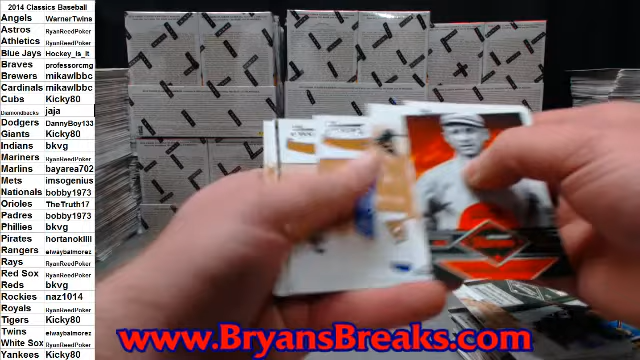 2014 Classics Baseball
Angels WarnerTwins
Astros RyanReedPoker
Athletics RyanReedPoker
Blue Jays Hockey_is_it
Braves professorcmg
Brewers mikawlbbc
Cardinals mikawlbbc
Cubs Kicky80
Diamondbacks jaja
Dodgers DannyBoy133
Giants Kicky80
Indians bkvg
Mariners RyanReedPoker
Marlins bayarea702
Mets imsogenius
Nationals bobby1973
Orioles TheTruth17
Padres bobby1973
Phillies bkvg
Pirates hortankiiii
Rangers elwaybalmorez
Rays RyanReedPoker
Red Sox RyanReedPoker
Reds bkvg
Rockies naz1014
Royals RyanReedPoker
Tigers Kicky80
Twins elwaybalmorez
White Sox RyanReedPoker
Yankees Kicky80
www.BryansBreaks.com